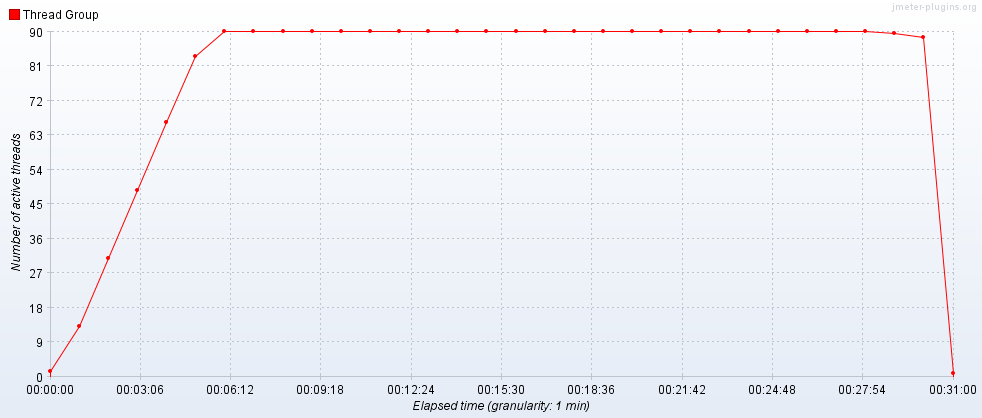 jmeter-plugins.org
Thread Group
90
81
72
63
54
45
36
27
18
9
0
Number of active threads
00:00:00 00:03:06 00:06:12 00:09:18 00:12:24 00:15:30 00:18:36 00:21:42 00:24:48 00:27:54 00:31:00
Elapsed time (granularity: 1 min)